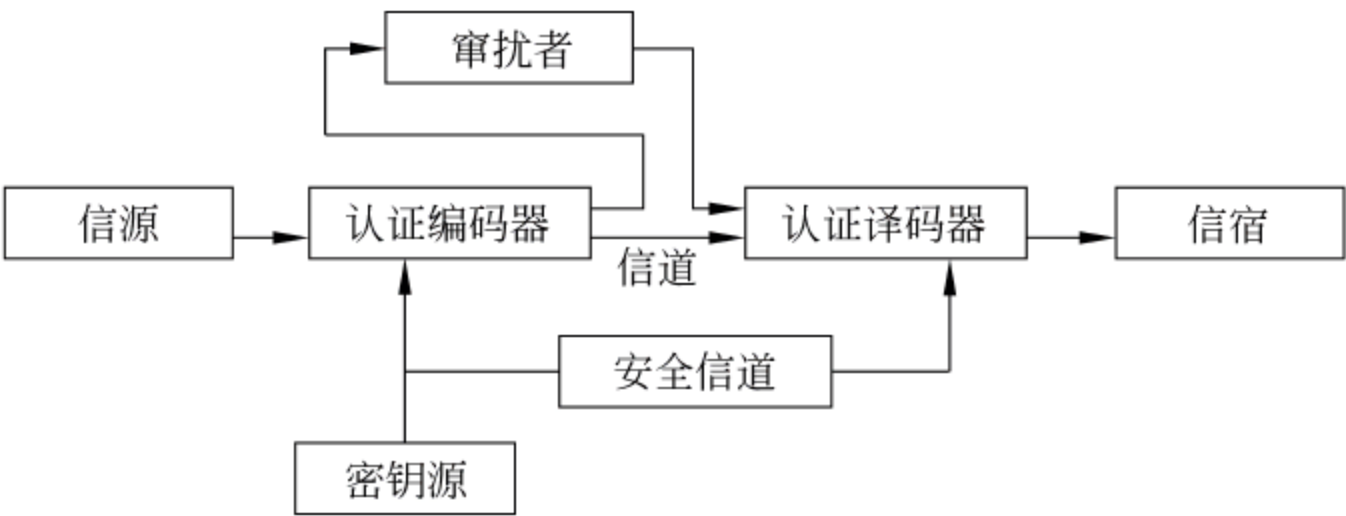 窜扰者
信源
认证编码器
认证译码器
信宿
信道
安全信道
密钥源